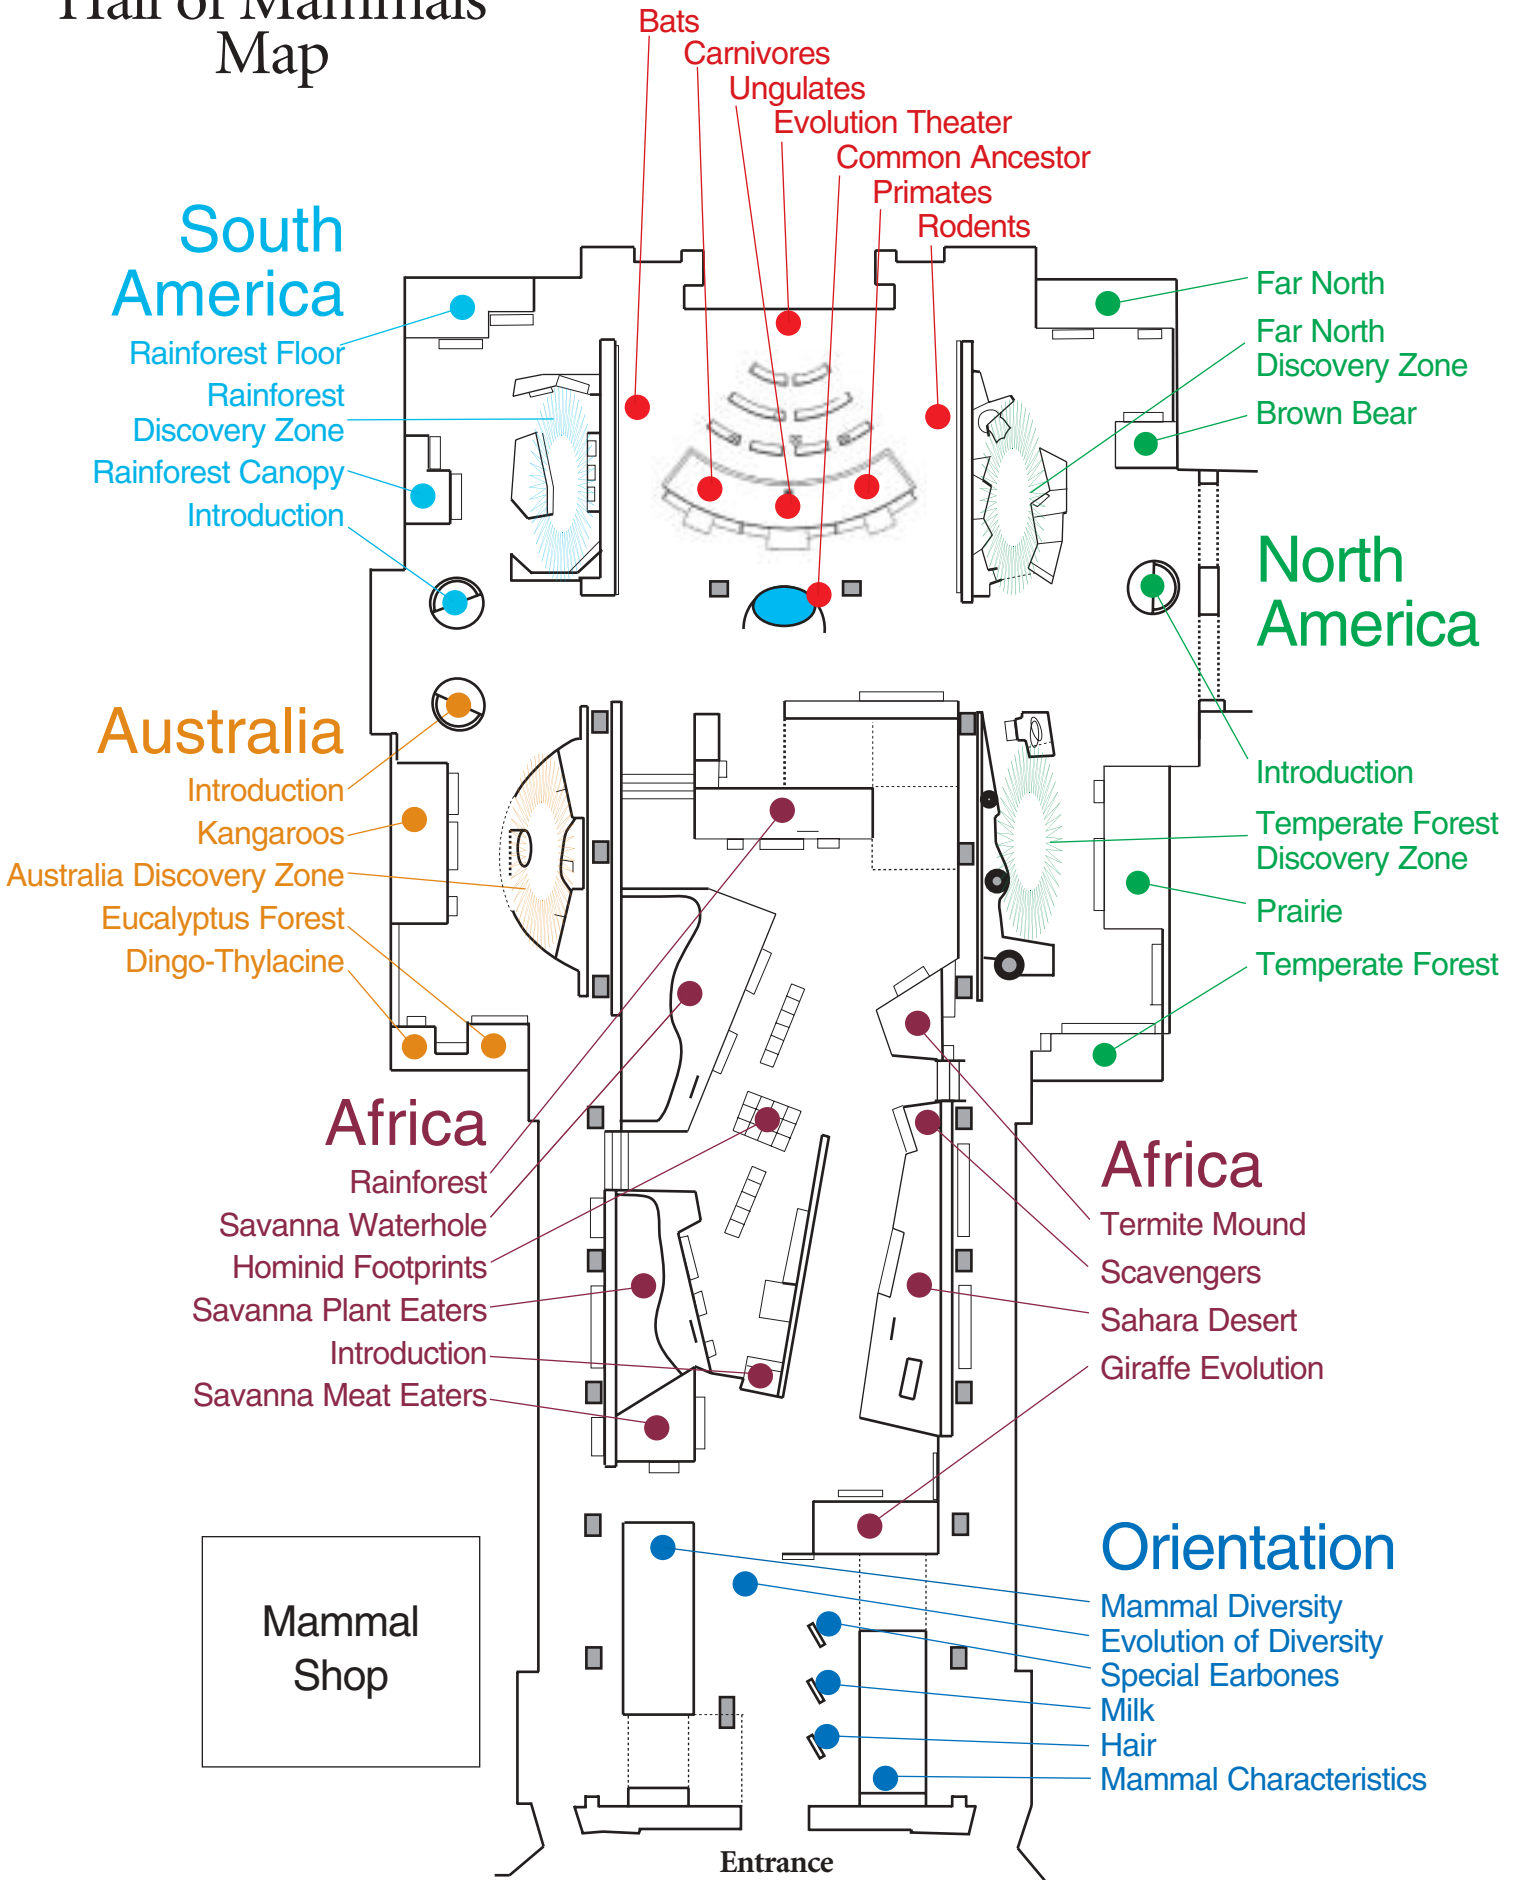 Hall of Mammals
Map
Bats
Carnivores
Ungulates
Evolution Theater
Common Ancestor
Primates
Rodents
South
America
Rainforest Floor
Rainforest
Discovery Zone
Rainforest Canopy
Introduction
Far North
Far North
Discovery Zone
Brown Bear
North
America
Introduction
Temperate Forest
Discovery Zone
Prairie
Temperate Forest
Australia
Introduction
Kangaroos
Australia Discovery Zone
Eucalyptus Forest
Dingo-Thylacine
Africa
Rainforest
Savanna Waterhole
Hominid Footprints
Savanna Plant Eaters
Introduction
Savanna Meat Eaters
Africa
Termite Mound
Scavengers
Sahara Desert
Giraffe Evolution
Orientation
Mammal Diversity
Evolution of Diversity
Special Earbones
Milk
Hair
Mammal Characteristics
Mammal
Shop
Entrance